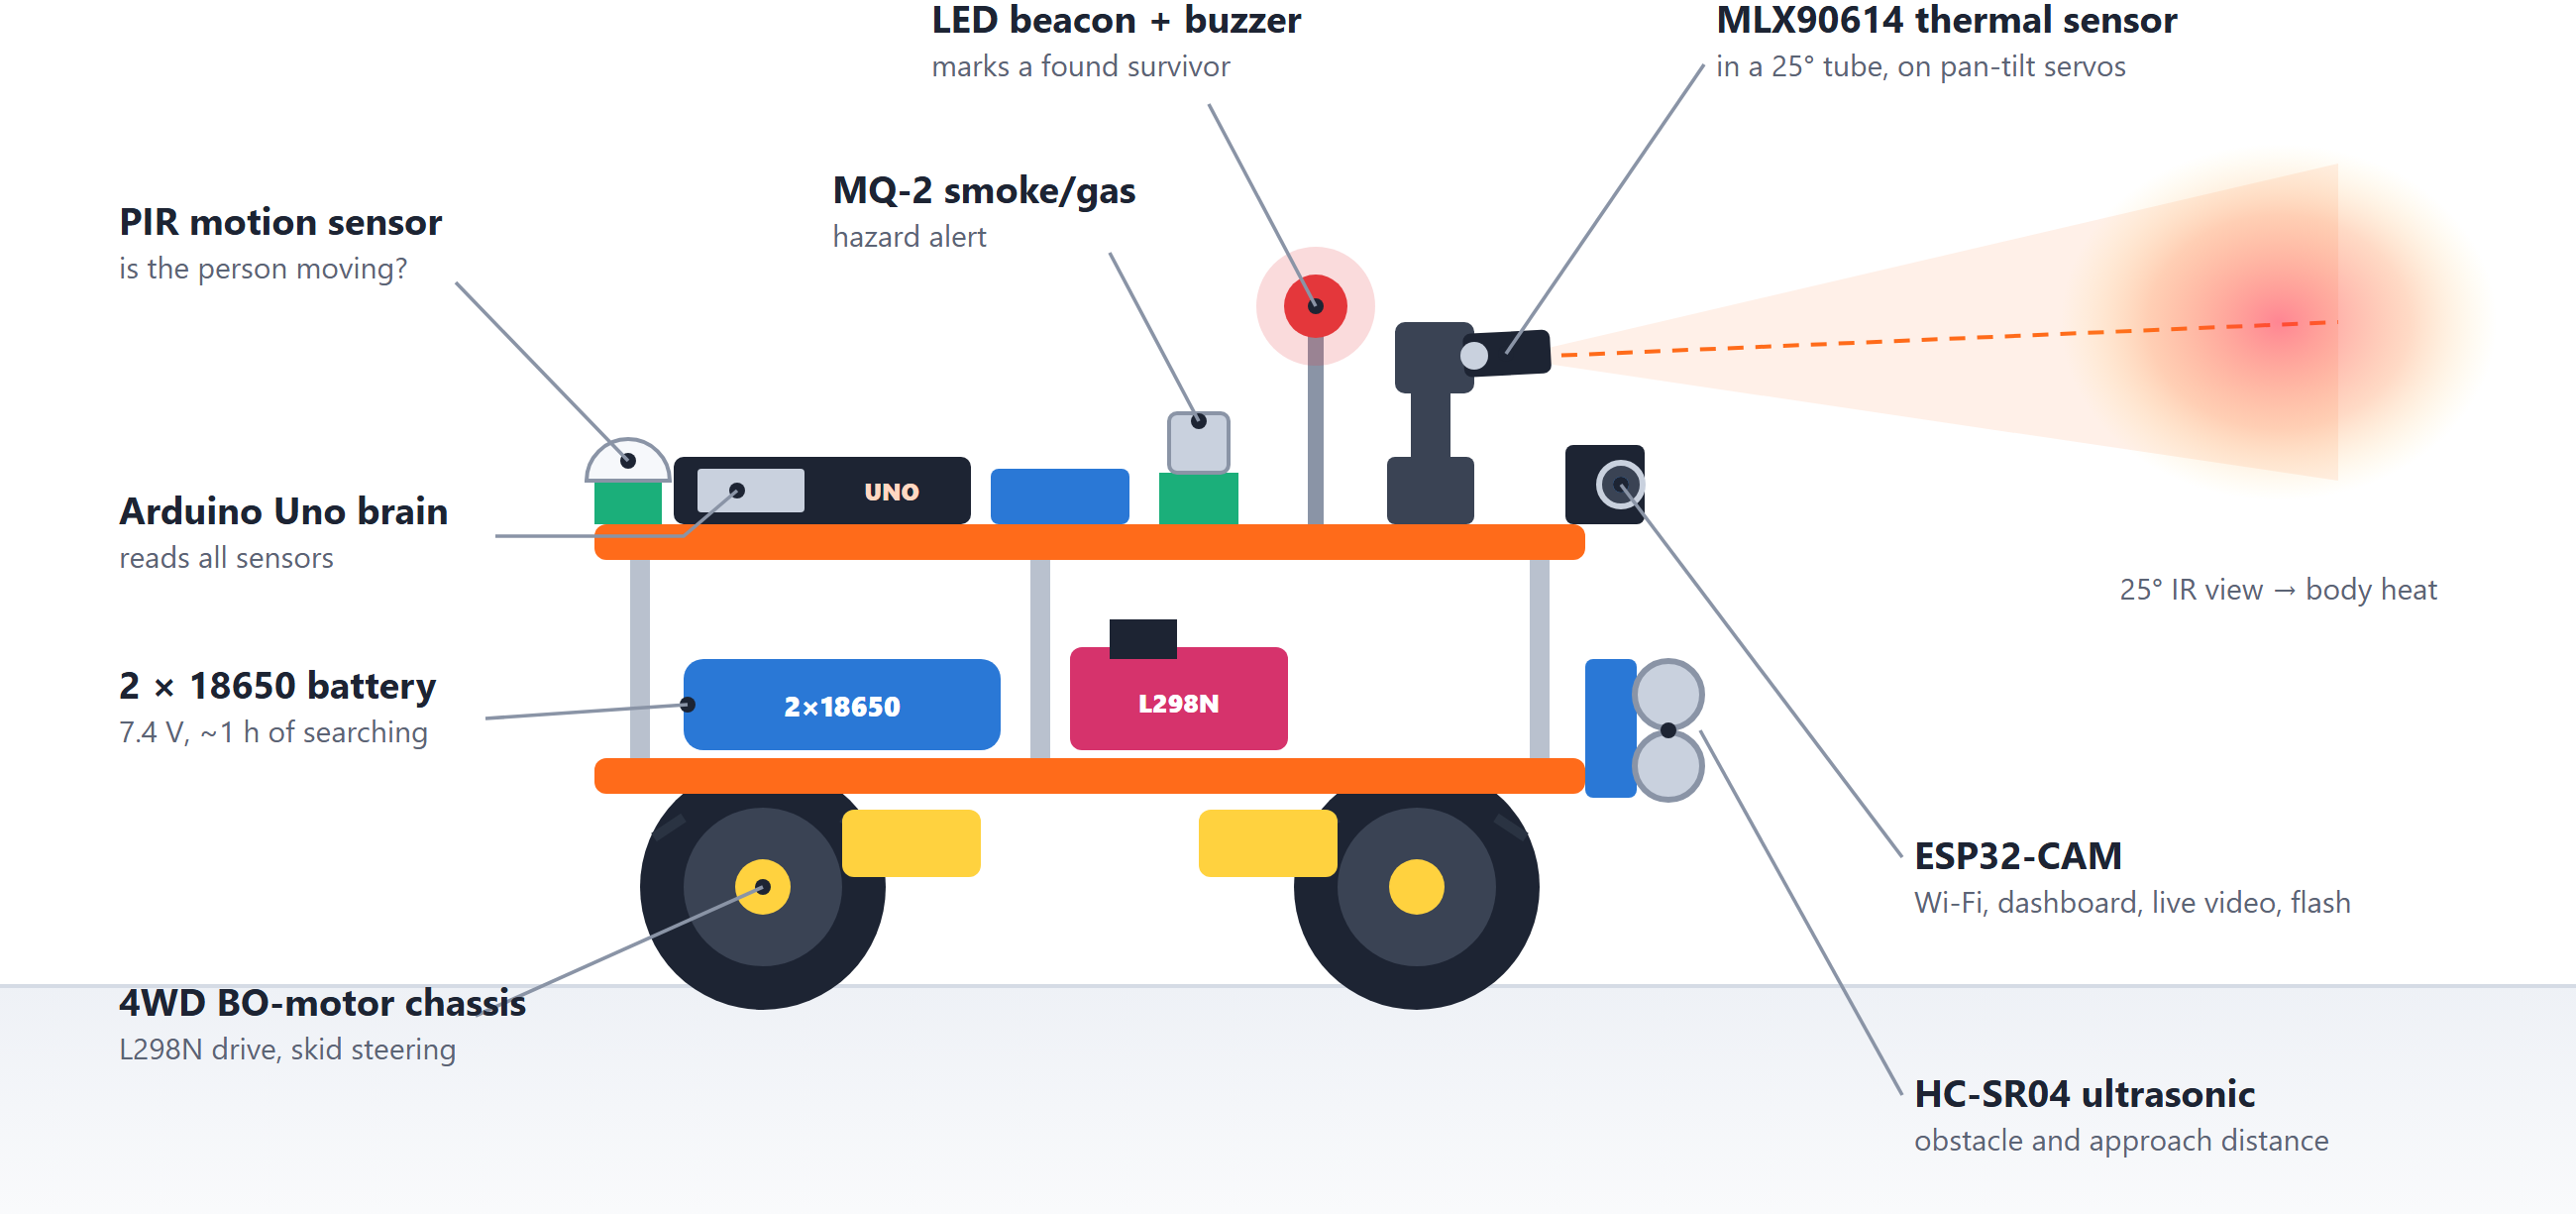 LED beacon + buzzer
marks a found survivor
MLX90614 thermal sensor
in a 25° tube, on pan-tilt servos
MQ-2 smoke/gas
hazard alert
PIR motion sensor
is the person moving?
UNO
Arduino Uno brain
reads all sensors
25° IR view → body heat
2 × 18650 battery
7.4 V, ~1 h of searching
2×18650
L298N
ESP32-CAM
Wi-Fi, dashboard, live video, flash
4WD BO-motor chassis
L298N drive, skid steering
HC-SR04 ultrasonic
obstacle and approach distance